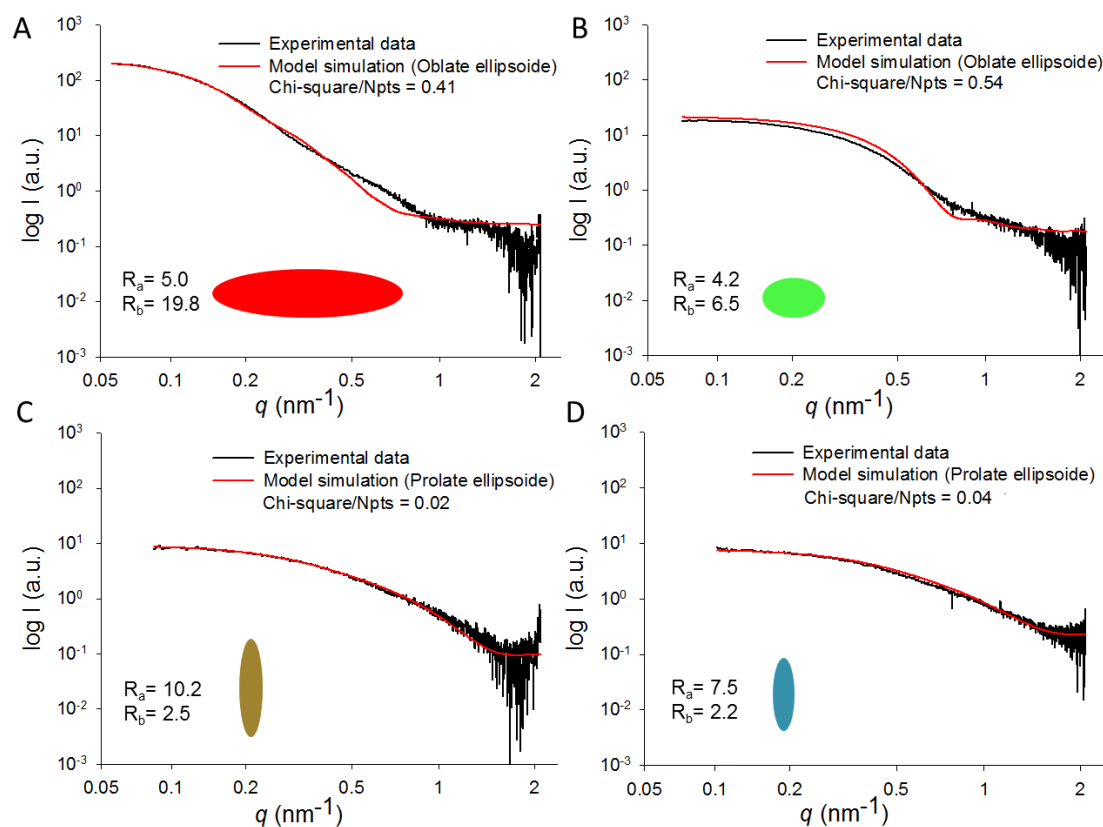 A
10³
10²
10¹
10⁰
10⁻¹
10⁻²
10⁻³
log I (a.u.)
Experimental data
Model simulation (Oblate ellipsoide)
Chi-square/Npts = 0.41
Rₐ= 5.0
R_b= 19.8
0.05 0.1 0.2 0.5 1 2
q (nm⁻¹)
B
10³
10²
10¹
10⁰
10⁻¹
10⁻²
10⁻³
log I (a.u.)
Experimental data
Model simulation (Oblate ellipsoide)
Chi-square/Npts = 0.54
Rₐ= 4.2
R_b= 6.5
0.05 0.1 0.2 0.5 1 2
q (nm⁻¹)
C
10³
10²
10¹
10⁰
10⁻¹
10⁻²
10⁻³
log I (a.u.)
Experimental data
Model simulation (Prolate ellipsoide)
Chi-square/Npts = 0.02
Rₐ= 10.2
R_b= 2.5
0.05 0.1 0.2 0.5 1 2
q (nm⁻¹)
D
10³
10²
10¹
10⁰
10⁻¹
10⁻²
10⁻³
log I (a.u.)
Experimental data
Model simulation (Prolate ellipsoide)
Chi-square/Npts = 0.04
Rₐ= 7.5
R_b= 2.2
0.05 0.1 0.2 0.5 1 2
q (nm⁻¹)